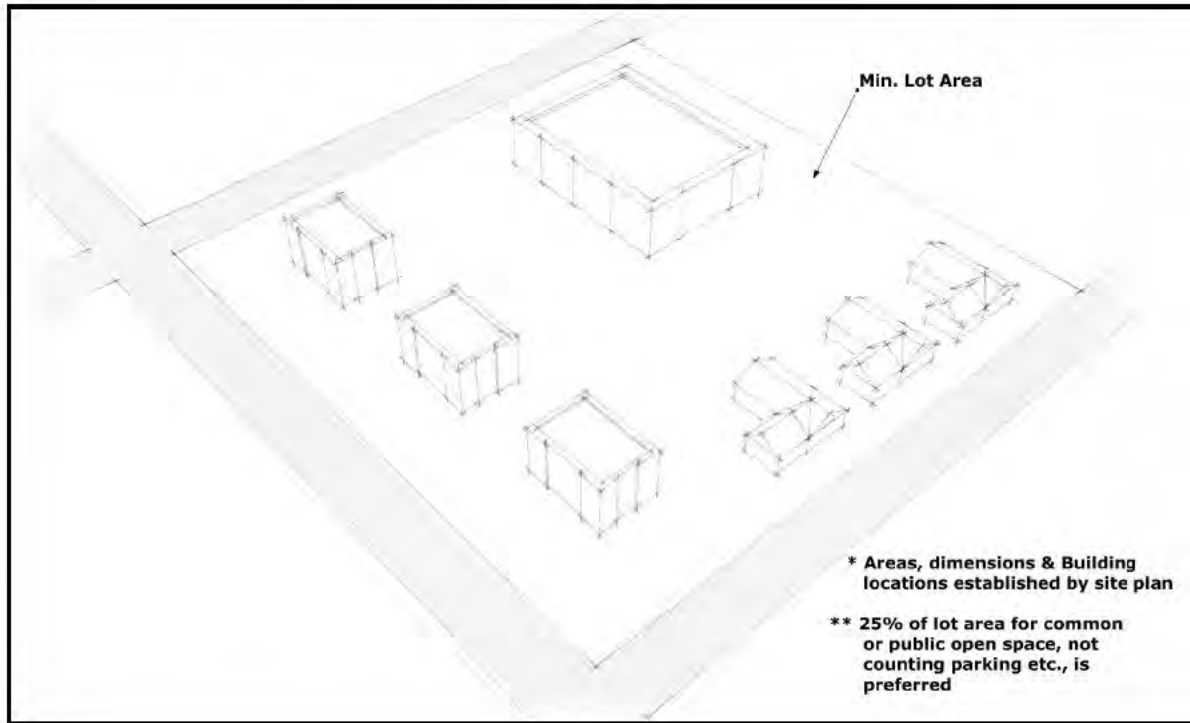 Min. Lot Area
* Areas, dimensions & Building
locations established by site plan
** 25% of lot area for common
or public open space, not
counting parking etc., is
preferred